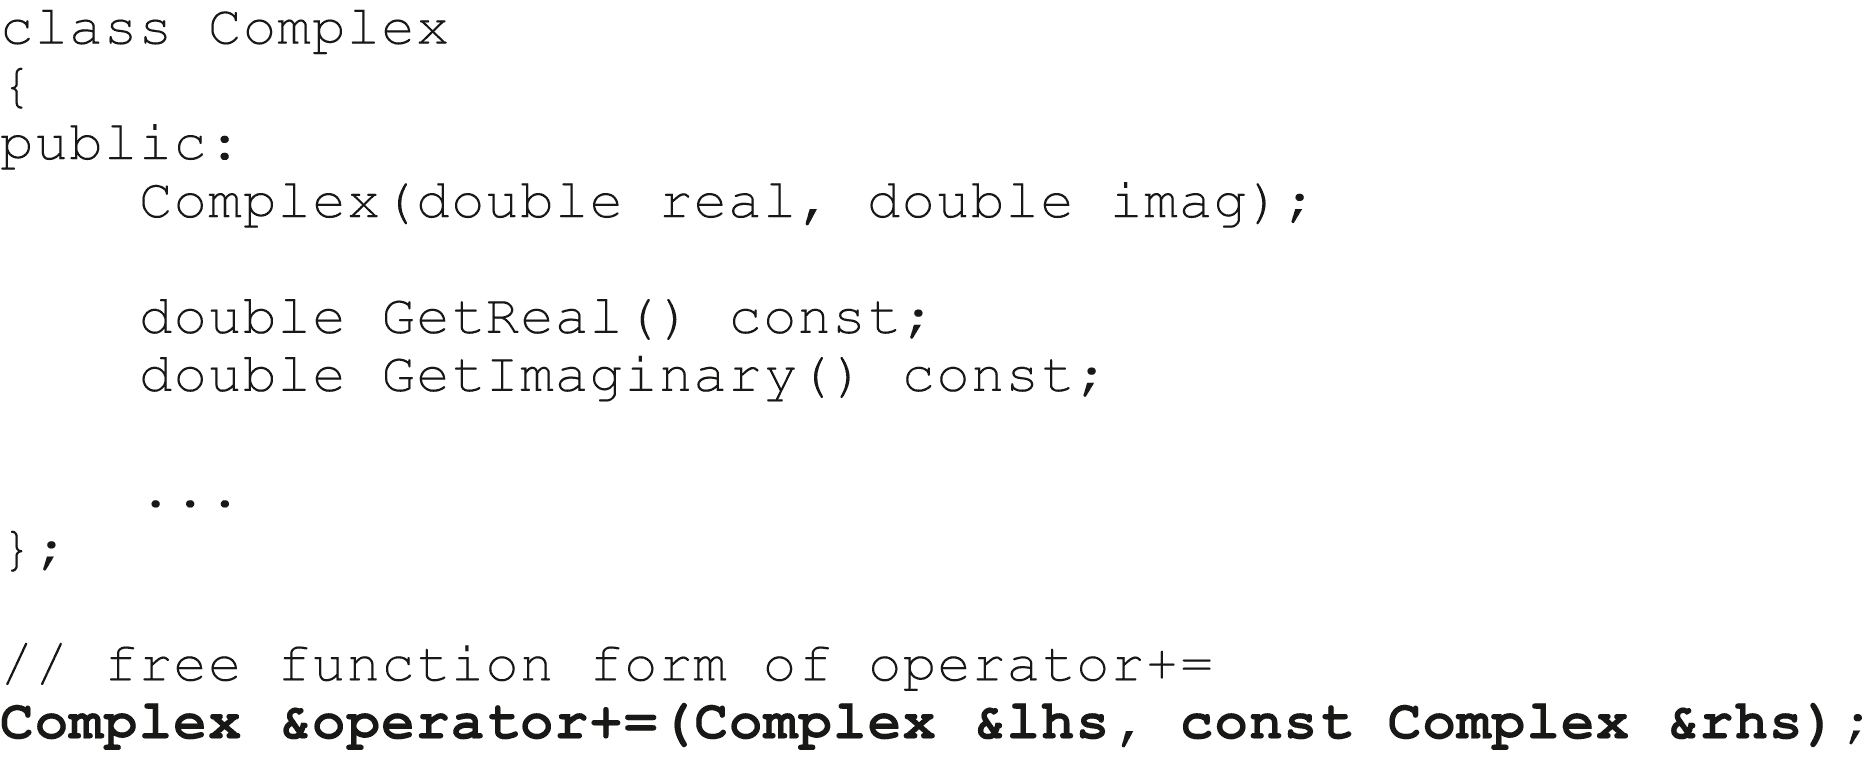 class Complex
{
public:
    Complex(double real, double imag);

    double GetReal() const;
    double GetImaginary() const;

    ...
};

// free function form of operator+=
Complex &operator+=(Complex &lhs, const Complex &rhs);